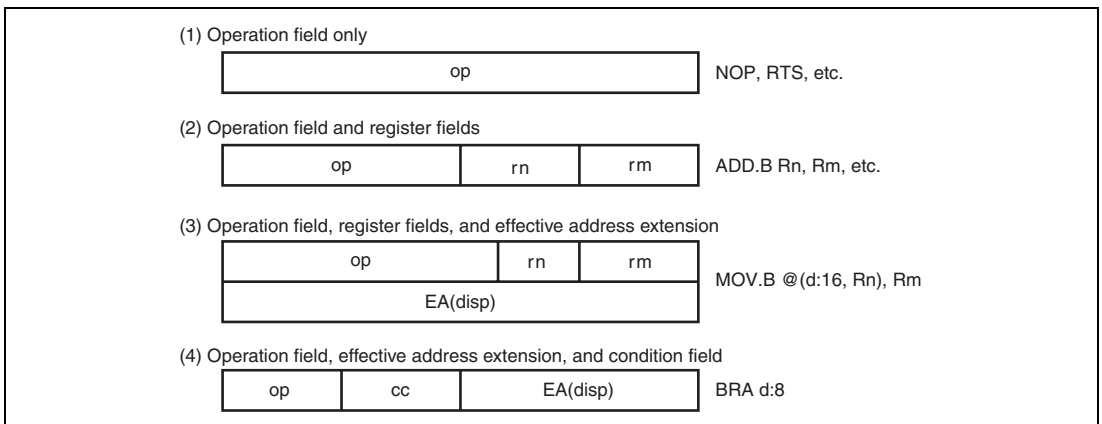 (1) Operation field only
op
NOP, RTS, etc.
(2) Operation field and register fields
op rn rm
ADD.B Rn, Rm, etc.
(3) Operation field, register fields, and effective address extension
op rn rm
MOV.B @(d:16, Rn), Rm
EA(disp)
(4) Operation field, effective address extension, and condition field
op cc EA(disp)
BRA d:8